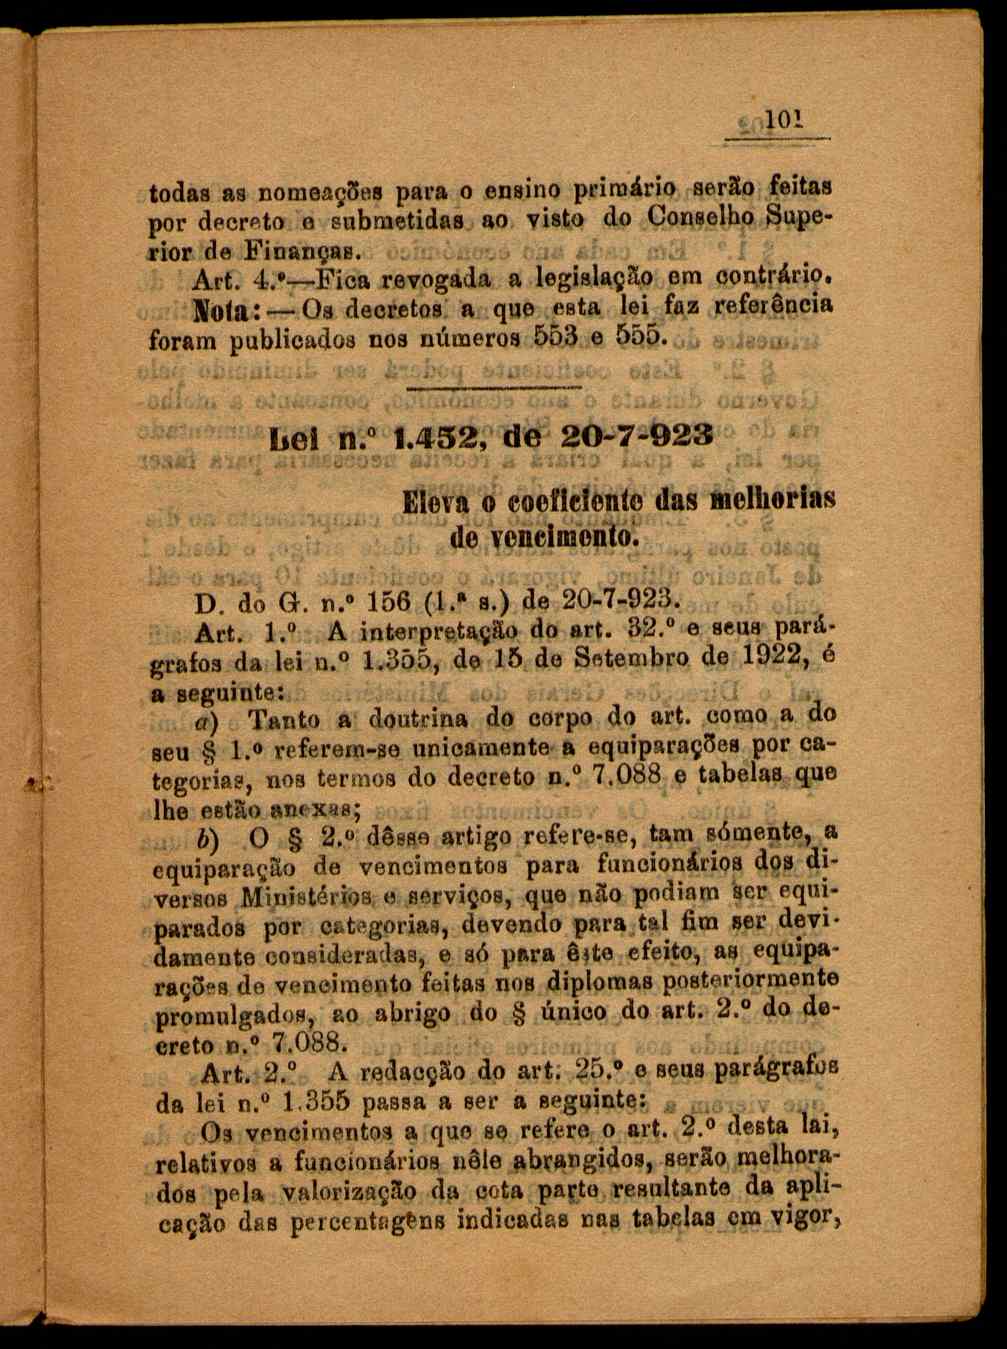 101
todas as nomeações para o ensino primário serão feitas
por decreto e submetidas ao visto do Conselho Supe-
rior de Finanças.
Art. 4.º—Fica revogada a legislação em contrário.
Nota:—Os decretos a que esta lei faz referência
foram publicados nos números 553 e 555.
Lei n.º 1.452, de 20-7-923
Eleva o coeficiente das melhorias
de vencimento.
D. do G. n.º 156 (1.ª s.) de 20-7-923.
Art. 1.º A interpretação do art. 32.º e seus pará-
grafos da lei n.º 1.355, de 15 de Setembro de 1922, é
a seguinte:
a) Tanto a doutrina do corpo do art. como a do
seu § 1.º referem-se unicamente a equiparações por ca-
tegorias, nos termos do decreto n.º 7.088 e tabelas que
lhe estão anexas;
b) O § 2.º dêsse artigo refere-se, tam sómente, a
equiparação de vencimentos para funcionários dos di-
versos Ministérios e serviços, que não podiam ser equi-
parados por categorias, devendo para tal fim ser devi-
damente consideradas, e só para êste efeito, as equipa-
rações de vencimento feitas nos diplomas posteriormente
promulgados, ao abrigo do § único do art. 2.º do de-
creto n.º 7.088.
Art. 2.º A redacção do art. 25.º e seus parágrafos
da lei n.º 1.355 passa a ser a seguinte:
Os vencimentos a que se refere o art. 2.º desta lai,
relativos a funcionários nêle abrangidos, serão melhora-
dos pela valorização da cota parte resultante da apli-
cação das percentagens indicadas nas tabelas em vigor,